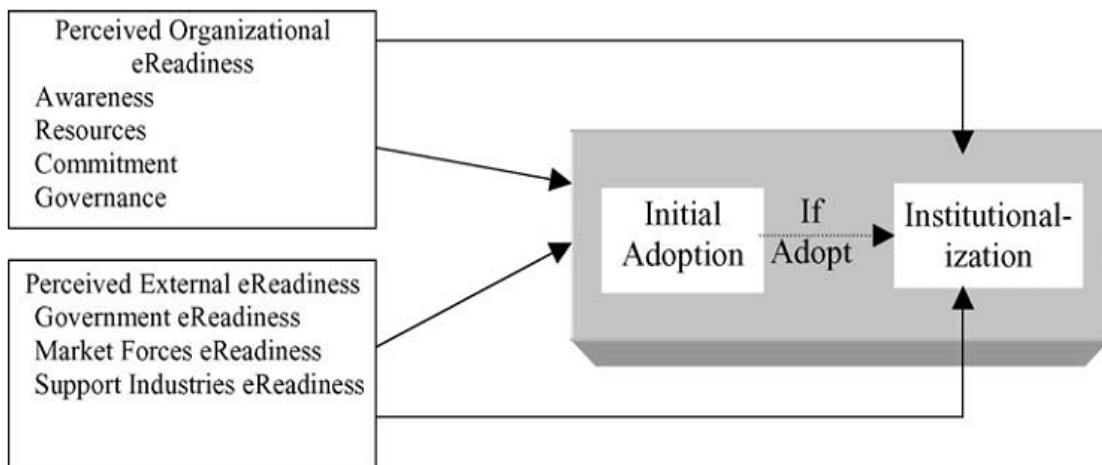 Perceived Organizational
eReadiness
Awareness
Resources
Commitment
Governance
Perceived External eReadiness
Government eReadiness
Market Forces eReadiness
Support Industries eReadiness
Initial
Adoption
If
Adopt
Institutional-
ization